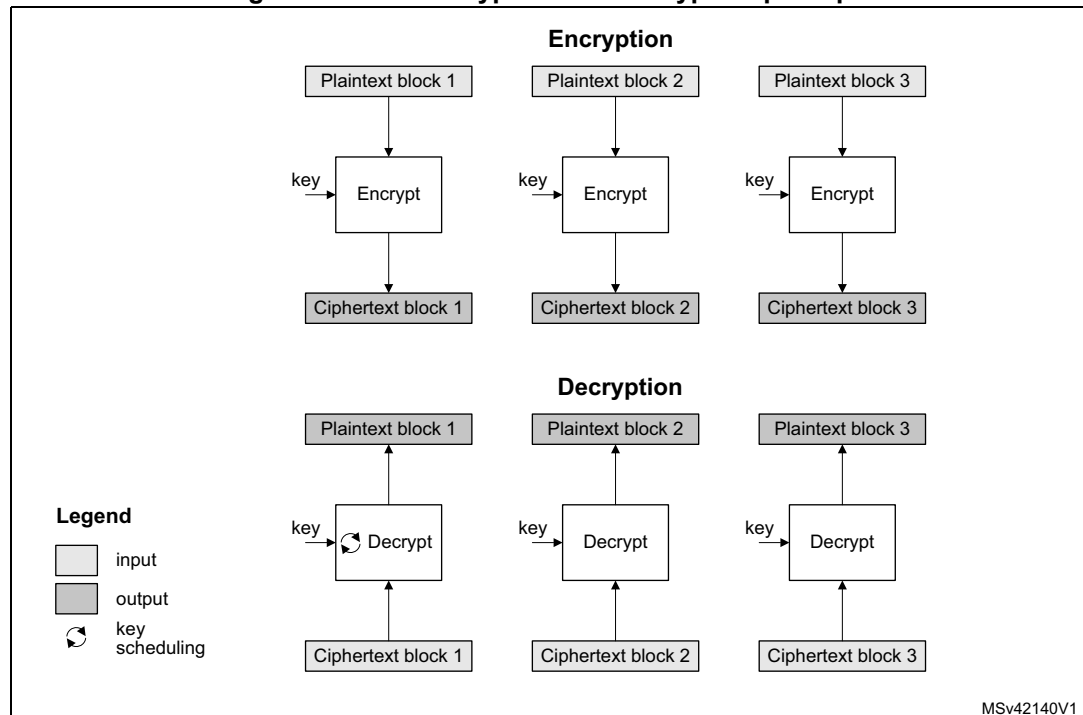 Encryption
Plaintext block 1
Plaintext block 2
Plaintext block 3
key
Encrypt
key
Encrypt
key
Encrypt
Ciphertext block 1
Ciphertext block 2
Ciphertext block 3
Decryption
Plaintext block 1
Plaintext block 2
Plaintext block 3
Legend
input
output
key
scheduling
key
Decrypt
key
Decrypt
key
Decrypt
Ciphertext block 1
Ciphertext block 2
Ciphertext block 3
MSv42140V1